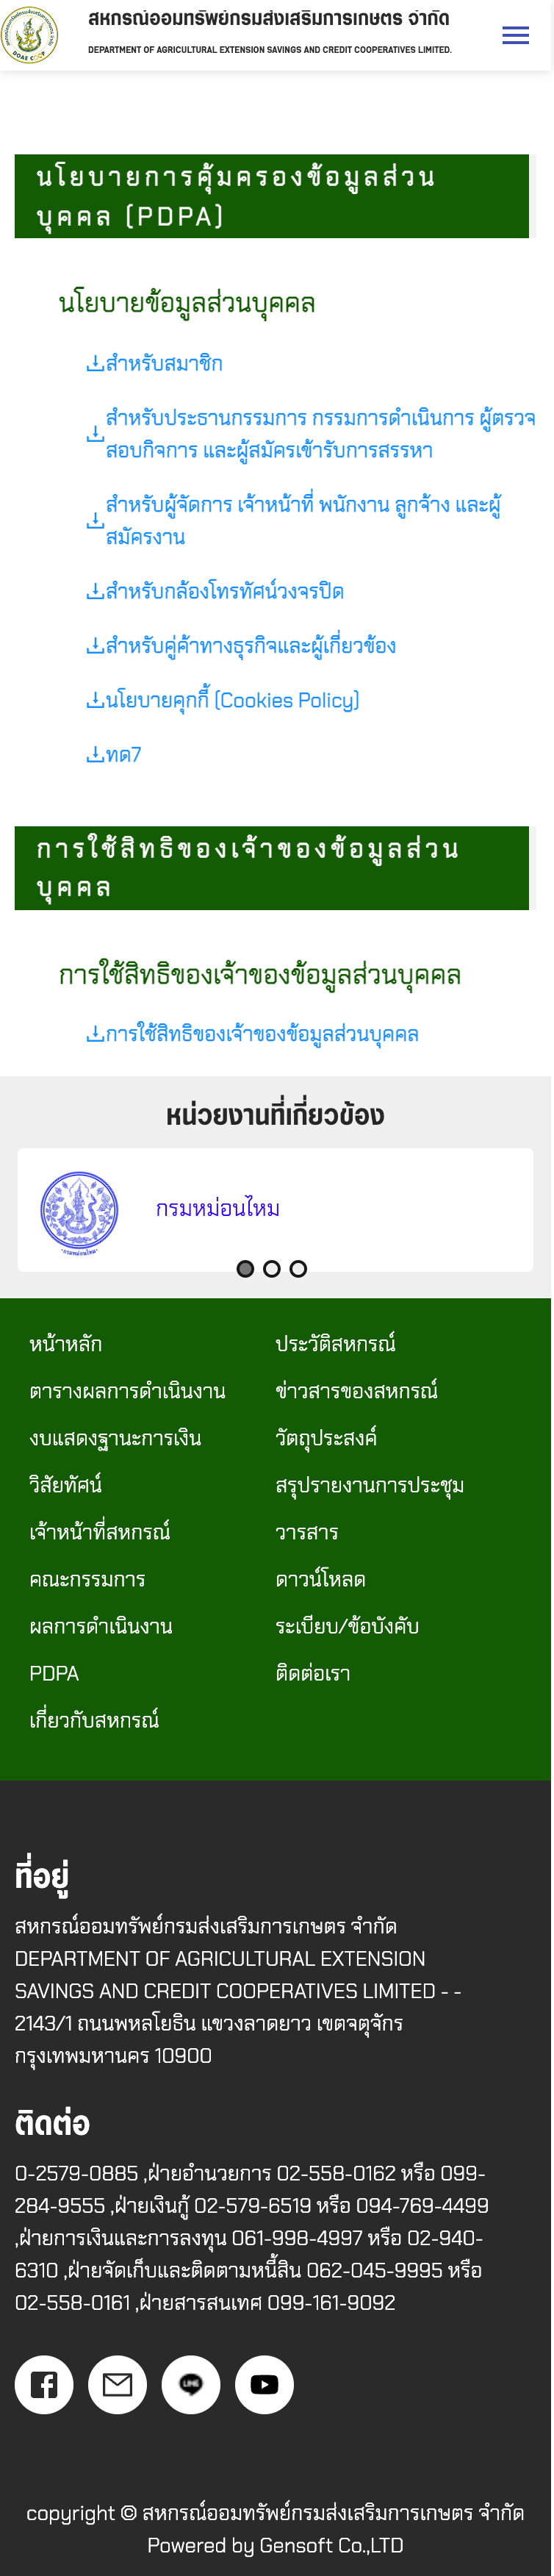 สหกรณ์ออมทรัพย์กรมส่งเสริมการเกษตร จำกัด
DEPARTMENT OF AGRICULTURAL EXTENSION SAVINGS AND CREDIT COOPERATIVES LIMITED.
นโยบายการคุ้มครองข้อมูลส่วน
บุคคล (PDPA)
นโยบายข้อมูลส่วนบุคคล
สำหรับสมาชิก
สำหรับประธานกรรมการ กรรมการดำเนินการ ผู้ตรวจ
สอบกิจการ และผู้สมัครเข้ารับการสรรหา
สำหรับผู้จัดการ เจ้าหน้าที่ พนักงาน ลูกจ้าง และผู้
สมัครงาน
สำหรับกล้องโทรทัศน์วงจรปิด
สำหรับคู่ค้าทางธุรกิจและผู้เกี่ยวข้อง
นโยบายคุกกี้ (Cookies Policy)
ทด7
การใช้สิทธิของเจ้าของข้อมูลส่วน
บุคคล
การใช้สิทธิของเจ้าของข้อมูลส่วนบุคคล
การใช้สิทธิของเจ้าของข้อมูลส่วนบุคคล
หน่วยงานที่เกี่ยวข้อง
กรมหม่อนไหม
หน้าหลัก
ประวัติสหกรณ์
ตารางผลการดำเนินงาน
ข่าวสารของสหกรณ์
งบแสดงฐานะการเงิน
วัตถุประสงค์
วิสัยทัศน์
สรุปรายงานการประชุม
เจ้าหน้าที่สหกรณ์
วารสาร
คณะกรรมการ
ดาวน์โหลด
ผลการดำเนินงาน
ระเบียบ/ข้อบังคับ
PDPA
ติดต่อเรา
เกี่ยวกับสหกรณ์
ที่อยู่
สหกรณ์ออมทรัพย์กรมส่งเสริมการเกษตร จำกัด
DEPARTMENT OF AGRICULTURAL EXTENSION
SAVINGS AND CREDIT COOPERATIVES LIMITED - -
2143/1 ถนนพหลโยธิน แขวงลาดยาว เขตจตุจักร
กรุงเทพมหานคร 10900
ติดต่อ
0-2579-0885 ,ฝ่ายอำนวยการ 02-558-0162 หรือ 099-
284-9555 ,ฝ่ายเงินกู้ 02-579-6519 หรือ 094-769-4499
,ฝ่ายการเงินและการลงทุน 061-998-4997 หรือ 02-940-
6310 ,ฝ่ายจัดเก็บและติดตามหนี้สิน 062-045-9995 หรือ
02-558-0161 ,ฝ่ายสารสนเทศ 099-161-9092
LINE
copyright © สหกรณ์ออมทรัพย์กรมส่งเสริมการเกษตร จำกัด
Powered by Gensoft Co.,LTD